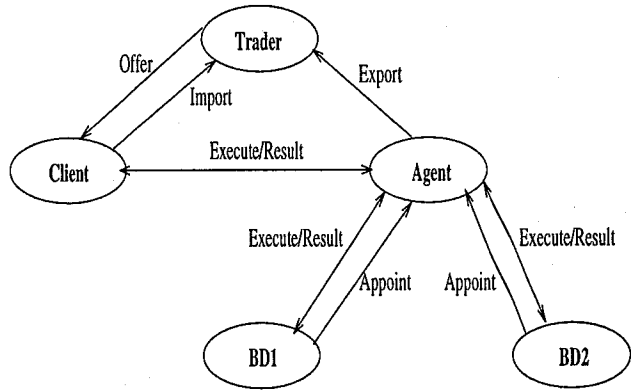 Trader
Offer
Export
Import
Execute/Result
Client
Agent
Execute/Result
Execute/Result
Appoint
Appoint
BD1
BD2